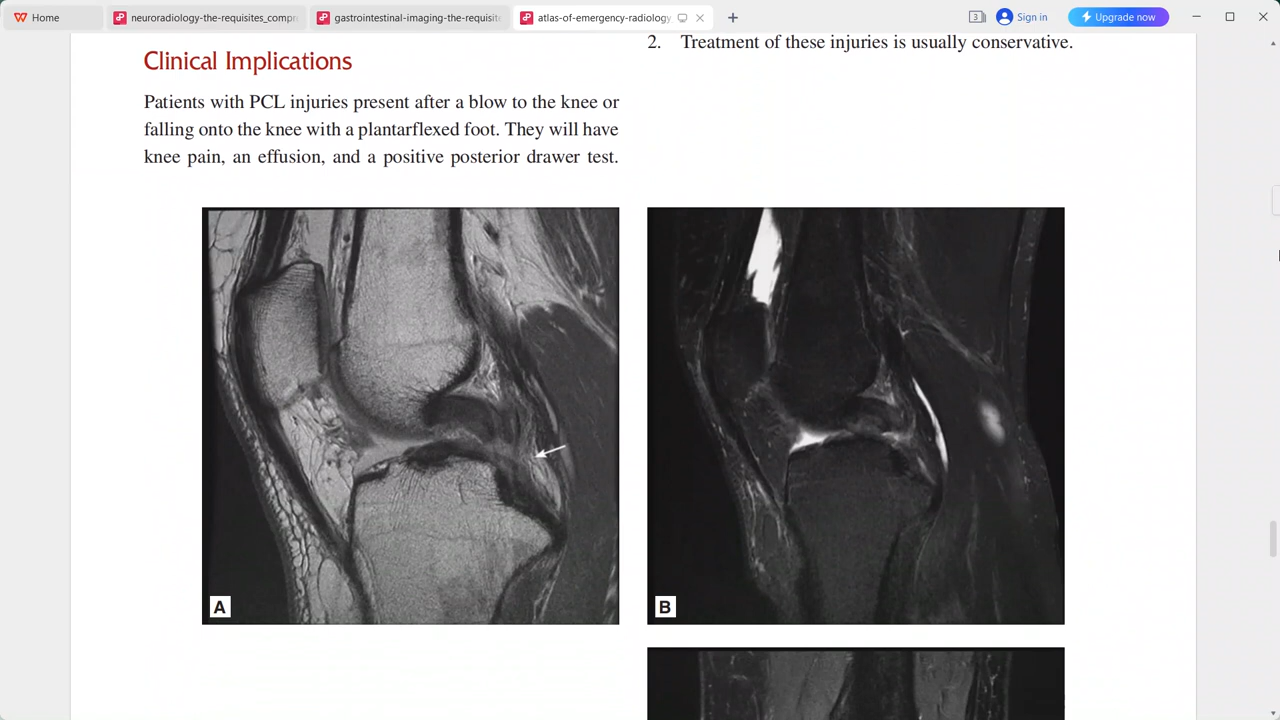 Home
neuroradiology-the-requisites_compr
gastrointestinal-imaging-the-requisite
atlas-of-emergency-radiology
3
Sign in
Upgrade now
Clinical Implications
Patients with PCL injuries present after a blow to the knee or
falling onto the knee with a plantarflexed foot. They will have
knee pain, an effusion, and a positive posterior drawer test.
2. Treatment of these injuries is usually conservative.
A
B